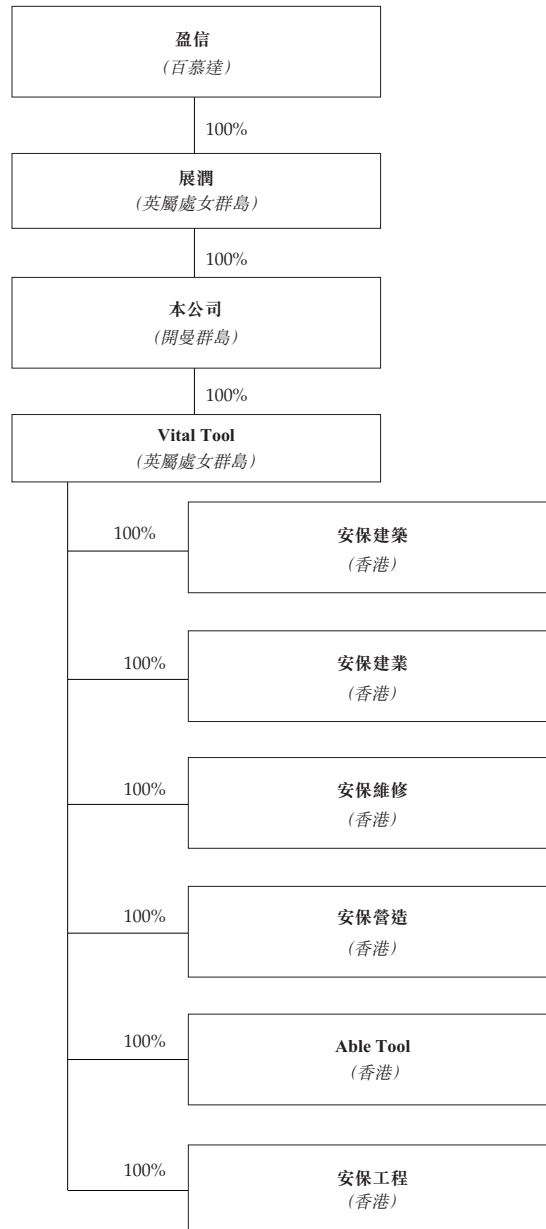 盈信
(百慕達)
100%
展潤
(英屬處女群島)
100%
本公司
(開曼群島)
100%
Vital Tool
(英屬處女群島)
100%
安保建築
(香港)
100%
安保建業
(香港)
100%
安保維修
(香港)
100%
安保營造
(香港)
100%
Able Tool
(香港)
100%
安保工程
(香港)